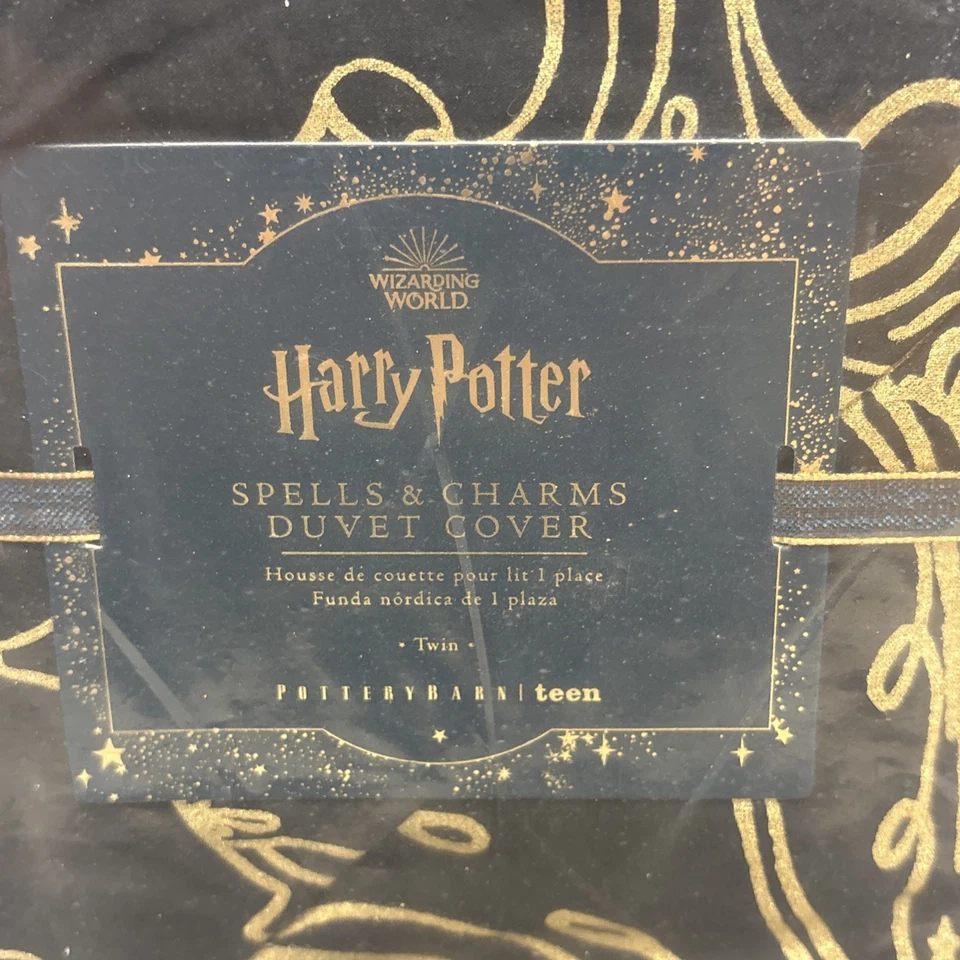 WIZARDING
WORLD
Harry Potter
SPELLS & CHARMS
DUVET COVER
Housse de couette pour lit 1 place
Funda nórdica de 1 plaza
• Twin •
POTTERYBARN | teen